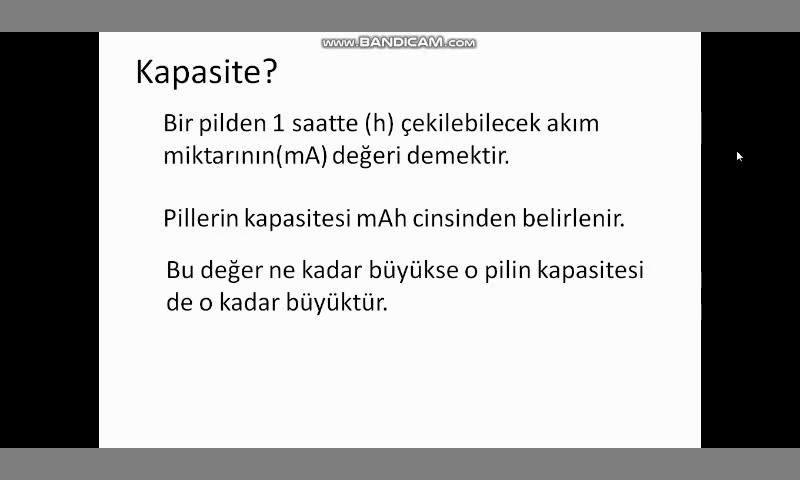 www.BANDICAM.com
Kapasite?
Bir pilden 1 saatte (h) çekilebilecek akım
miktarının(mA) değeri demektir.
Pillerin kapasitesi mAh cinsinden belirlenir.
Bu değer ne kadar büyükse o pilin kapasitesi
de o kadar büyüktür.